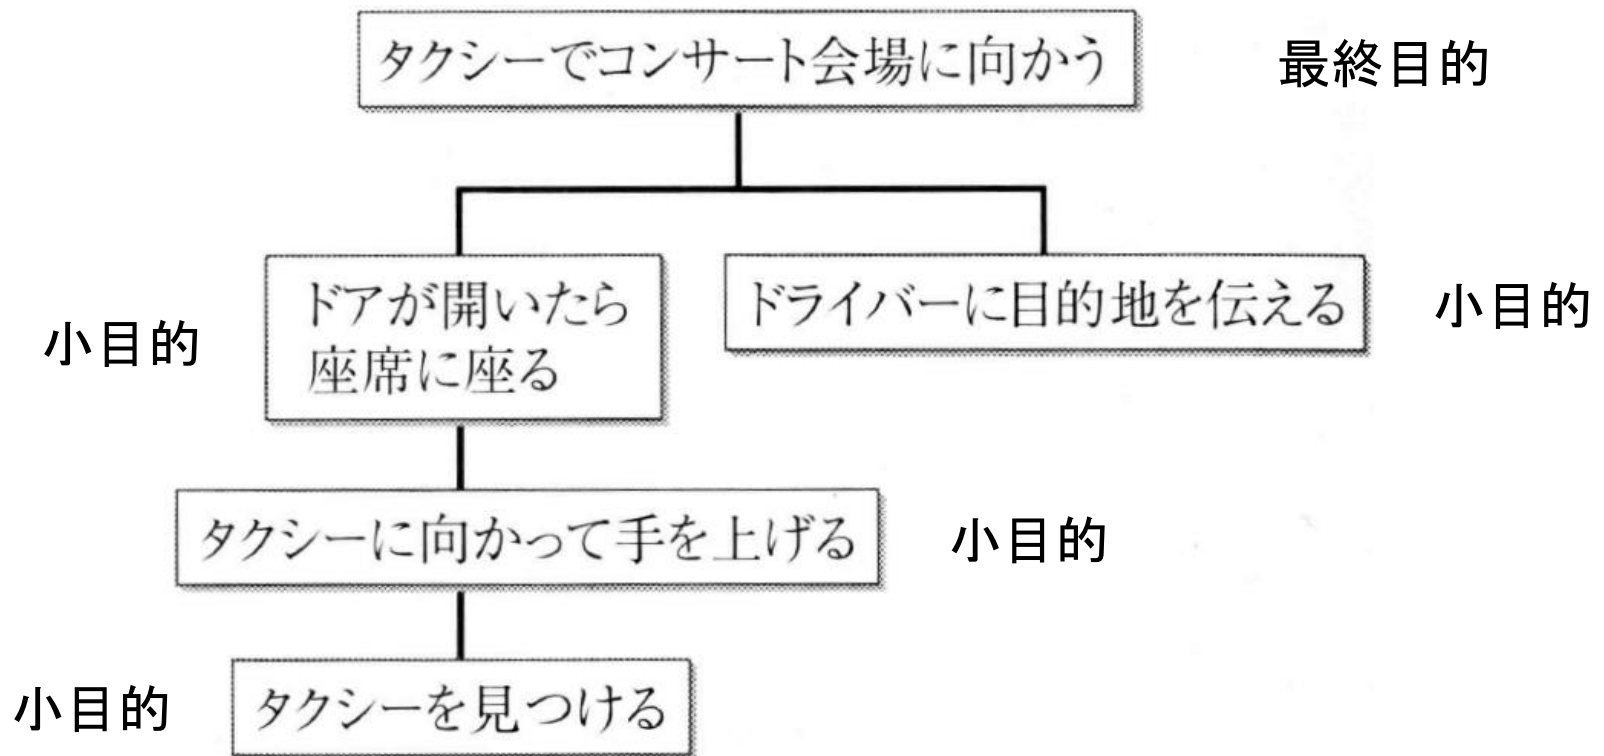 タクシーでコンサート会場に向かう
最終目的
小目的
ドアが開いたら
座席に座る
ドライバーに目的地を伝える
小目的
タクシーに向かって手を上げる
小目的
小目的
タクシーを見つける